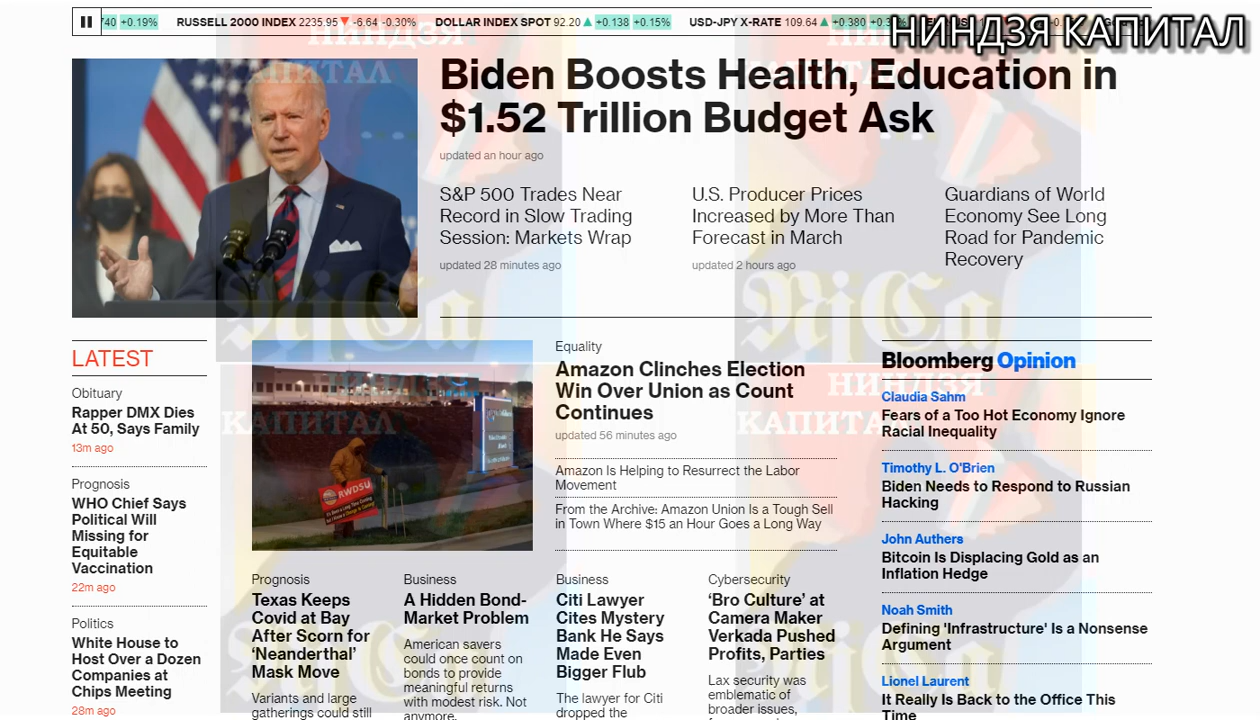 740 +0.19% RUSSELL 2000 INDEX 2235.95 ▼ -6.64 -0.30% DOLLAR INDEX SPOT 92.20 ▲ +0.138 +0.15% USD-JPY X-RATE 109.64 ▲ +0.380
НИНДЗЯ КАПИТАЛ
Biden Boosts Health, Education in
$1.52 Trillion Budget Ask
updated an hour ago
S&P 500 Trades Near
Record in Slow Trading
Session: Markets Wrap
updated 28 minutes ago
U.S. Producer Prices
Increased by More Than
Forecast in March
updated 2 hours ago
Guardians of World
Economy See Long
Road for Pandemic
Recovery
LATEST
Obituary
Rapper DMX Dies
At 50, Says Family
13m ago
Prognosis
WHO Chief Says
Political Will
Missing for
Equitable
Vaccination
22m ago
Politics
White House to
Host Over a Dozen
Companies at
Chips Meeting
28m ago
RWDSU
Equality
Amazon Clinches Election
Win Over Union as Count
Continues
updated 56 minutes ago
Amazon Is Helping to Resurrect the Labor
Movement
From the Archive: Amazon Union Is a Tough Sell
in Town Where $15 an Hour Goes a Long Way
Prognosis
Texas Keeps
Covid at Bay
After Scorn for
‘Neanderthal’
Mask Move
Variants and large
gatherings could still
Business
A Hidden Bond-
Market Problem
American savers
could once count on
bonds to provide
meaningful returns
with modest risk. Not
anymore.
Business
Citi Lawyer
Cites Mystery
Bank He Says
Made Even
Bigger Flub
The lawyer for Citi
dropped the
Cybersecurity
‘Bro Culture’ at
Camera Maker
Verkada Pushed
Profits, Parties
Lax security was
emblematic of
broader issues,
Bloomberg Opinion
Claudia Sahm
Fears of a Too Hot Economy Ignore
Racial Inequality
Timothy L. O'Brien
Biden Needs to Respond to Russian
Hacking
John Authers
Bitcoin Is Displacing Gold as an
Inflation Hedge
Noah Smith
Defining 'Infrastructure' Is a Nonsense
Argument
Lionel Laurent
It Really Is Back to the Office This
Time
НИНДЗЯ
КАПИТАЛ
NiCa
НИНДЗЯ
КАПИТАЛ
NiCa
НИНДЗЯ
КАПИТАЛ
НИНДЗЯ
КАПИТАЛ